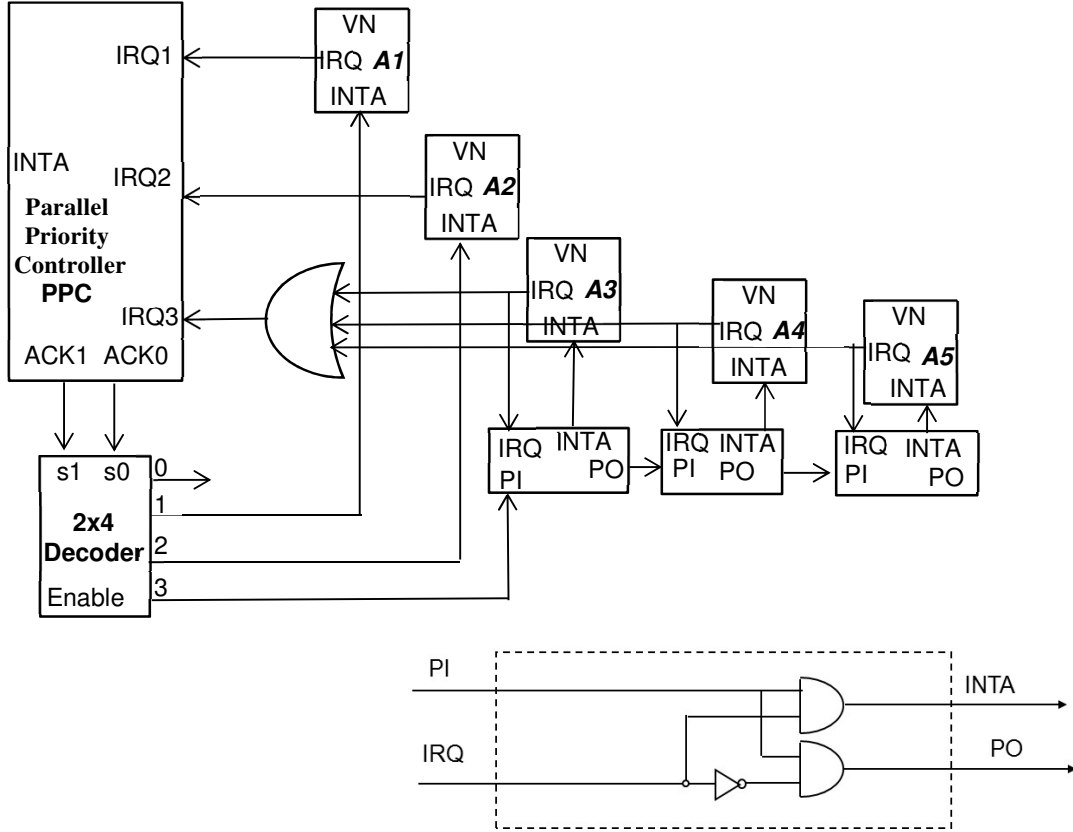 VN
IRQ A1
INTA
IRQ1
VN
IRQ A2
INTA
INTA
IRQ2
Parallel
Priority
Controller
PPC
IRQ3
ACK1 ACK0
VN
IRQ A3
INTA
VN
IRQ A4
INTA
VN
IRQ A5
INTA
IRQ INTA
PI PO
IRQ INTA
PI PO
IRQ INTA
PI PO
s1 s0
0
1
2x4
Decoder
2
Enable
3
PI
INTA
IRQ
PO